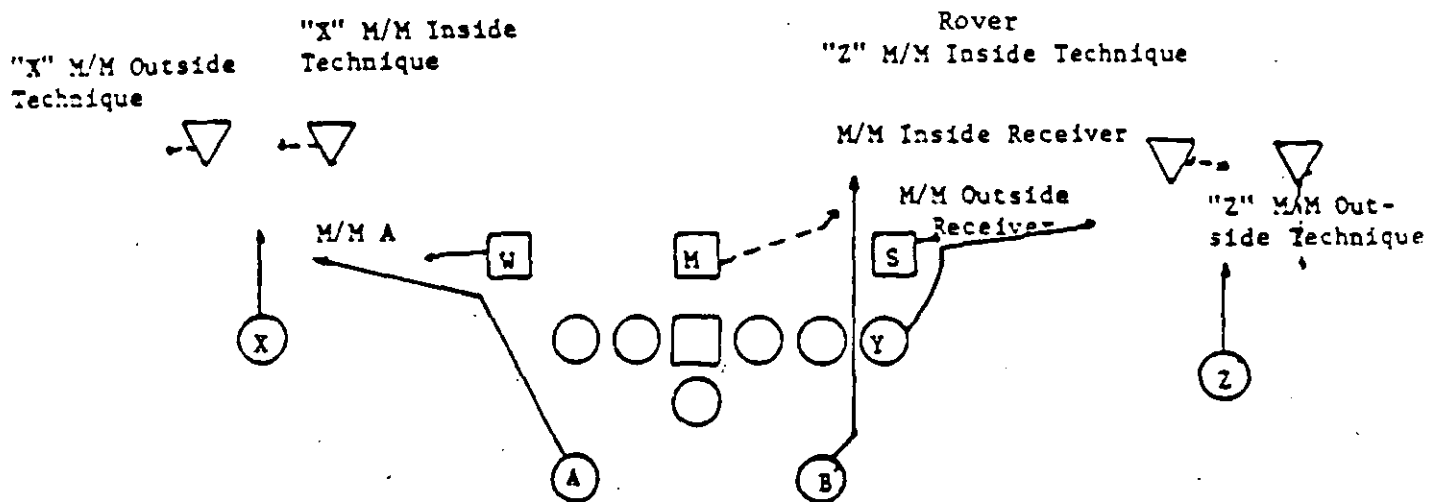 Rover
"X" M/M Inside
Technique
"Z" M/M Inside Technique
"X" M/M Outside
Technique
M/M Inside Receiver
M/M Outside
Receiver
"Z" M/M Out-
side Technique
M/M A
W
M
S
X
Y
Z
A
B